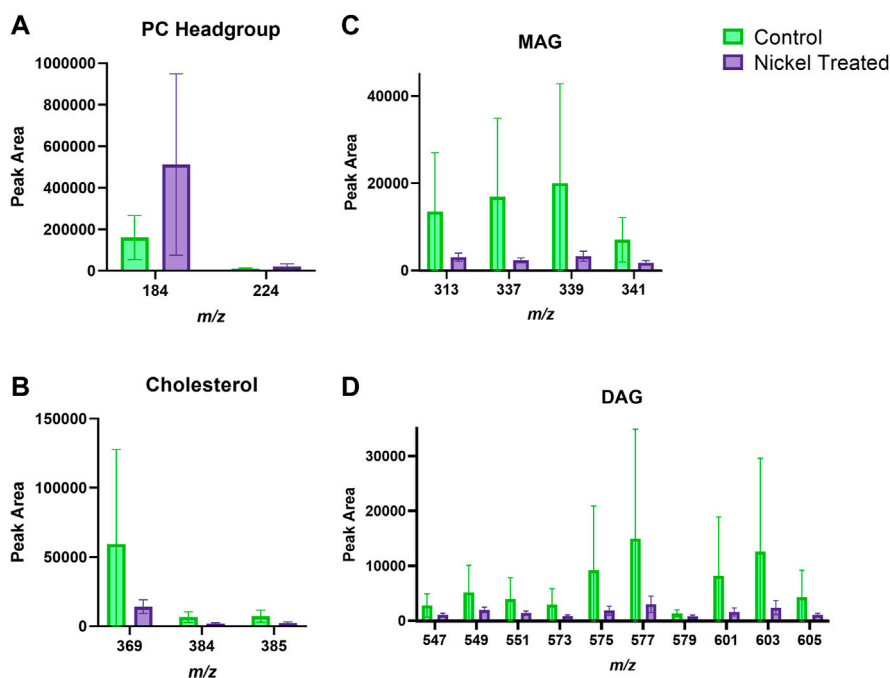 A
PC Headgroup
Peak Area
1000000
800000
600000
400000
200000
0
184 224
m/z
C
MAG
Peak Area
40000
20000
0
313 337 339 341
m/z
Control
Nickel Treated
B
Cholesterol
Peak Area
150000
100000
50000
0
369 384 385
m/z
D
DAG
Peak Area
30000
20000
10000
0
547 549 551 573 575 577 579 601 603 605
m/z